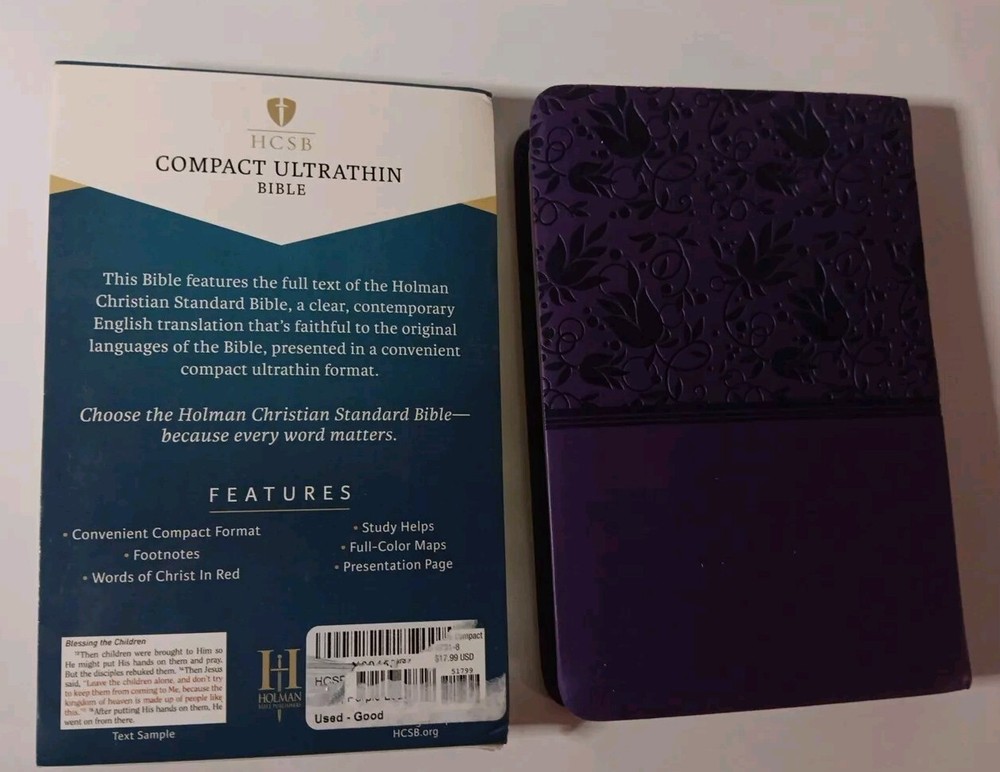 HCSB
COMPACT ULTRATHIN
BIBLE
This Bible features the full text of the Holman
Christian Standard Bible, a clear, contemporary
English translation that's faithful to the original
languages of the Bible, presented in a convenient
compact ultrathin format.
Choose the Holman Christian Standard Bible—
because every word matters.
FEATURES
• Convenient Compact Format
• Footnotes
• Words of Christ In Red
• Study Helps
• Full-Color Maps
• Presentation Page
Blessing the Children
Then children were brought to Him so
He might put His hands on them and pray.
But the disciples rebuked them. Then Jesus
said, "Leave the children alone, and don't try
to keep them from coming to Me, because the
kingdom of heaven is made up of people like
this." After putting His hands on them, He
went on from there.
Text Sample
H
HOLMAN
BIBLE PUBLISHERS
Compact
$17.99 USD
51799
HCSB
Used - Good
HCSB.org